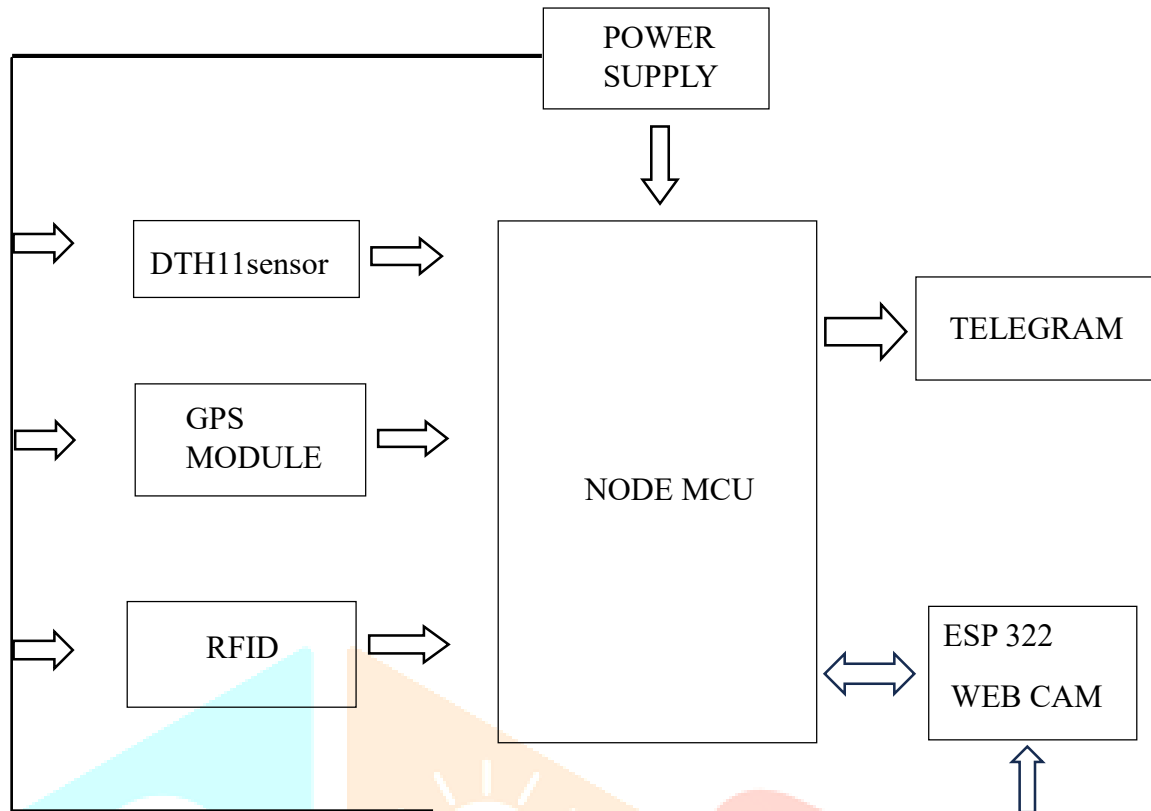 POWER
SUPPLY
DTH11sensor
TELEGRAM
GPS
MODULE
NODE MCU
RFID
ESP 322
WEB CAM